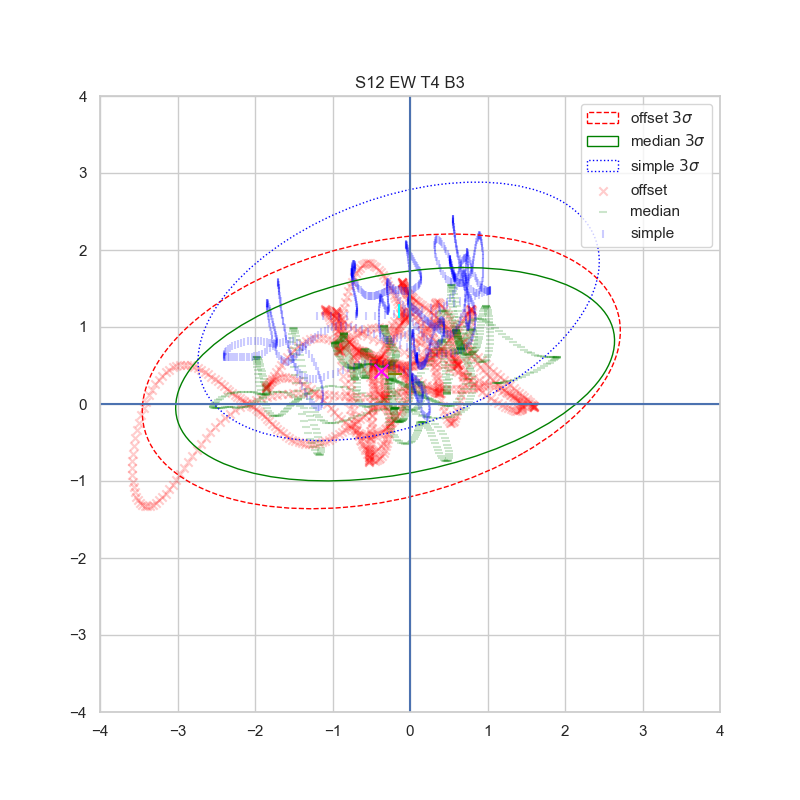 S12 EW T4 B3
offset 3σ
median 3σ
simple 3σ
offset
median
simple
4
3
2
1
0
−1
−2
−3
−4
−4 −3 −2 −1 0 1 2 3 4